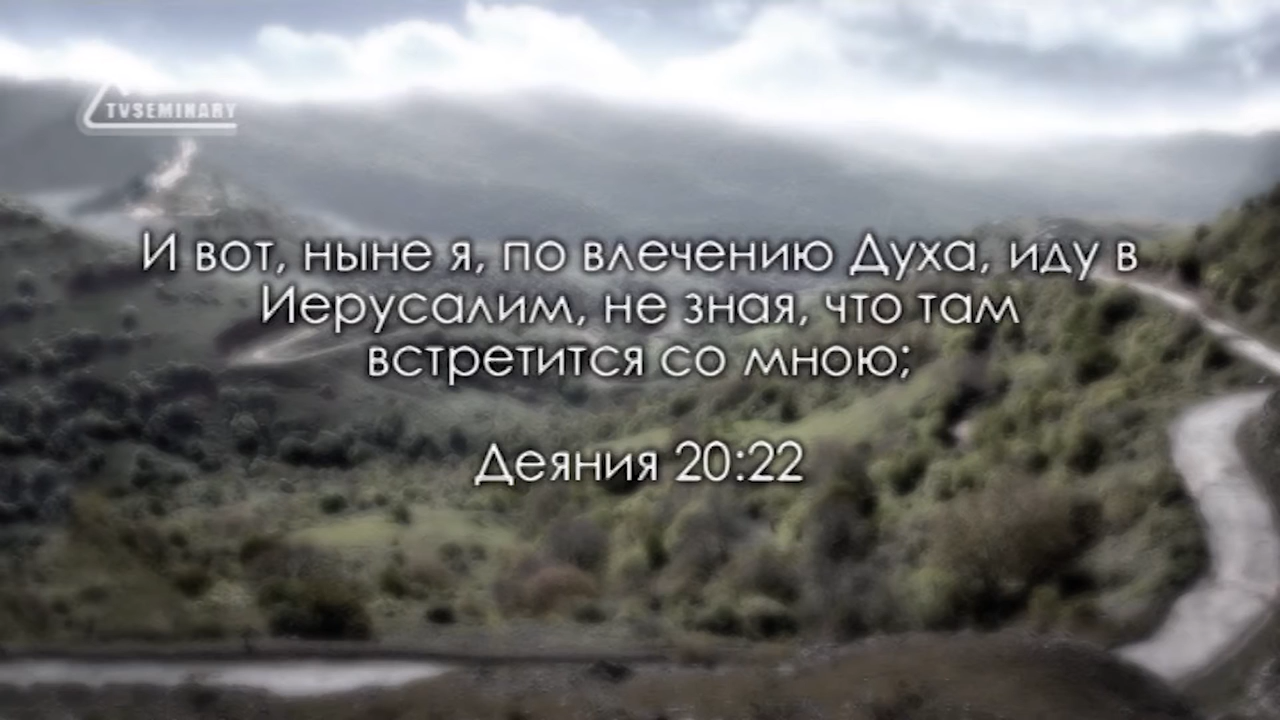 TVSEMINARY
И вот, ныне я, по влечению Духа, иду в
Иерусалим, не зная, что там
встретится со мною;
Деяния 20:22